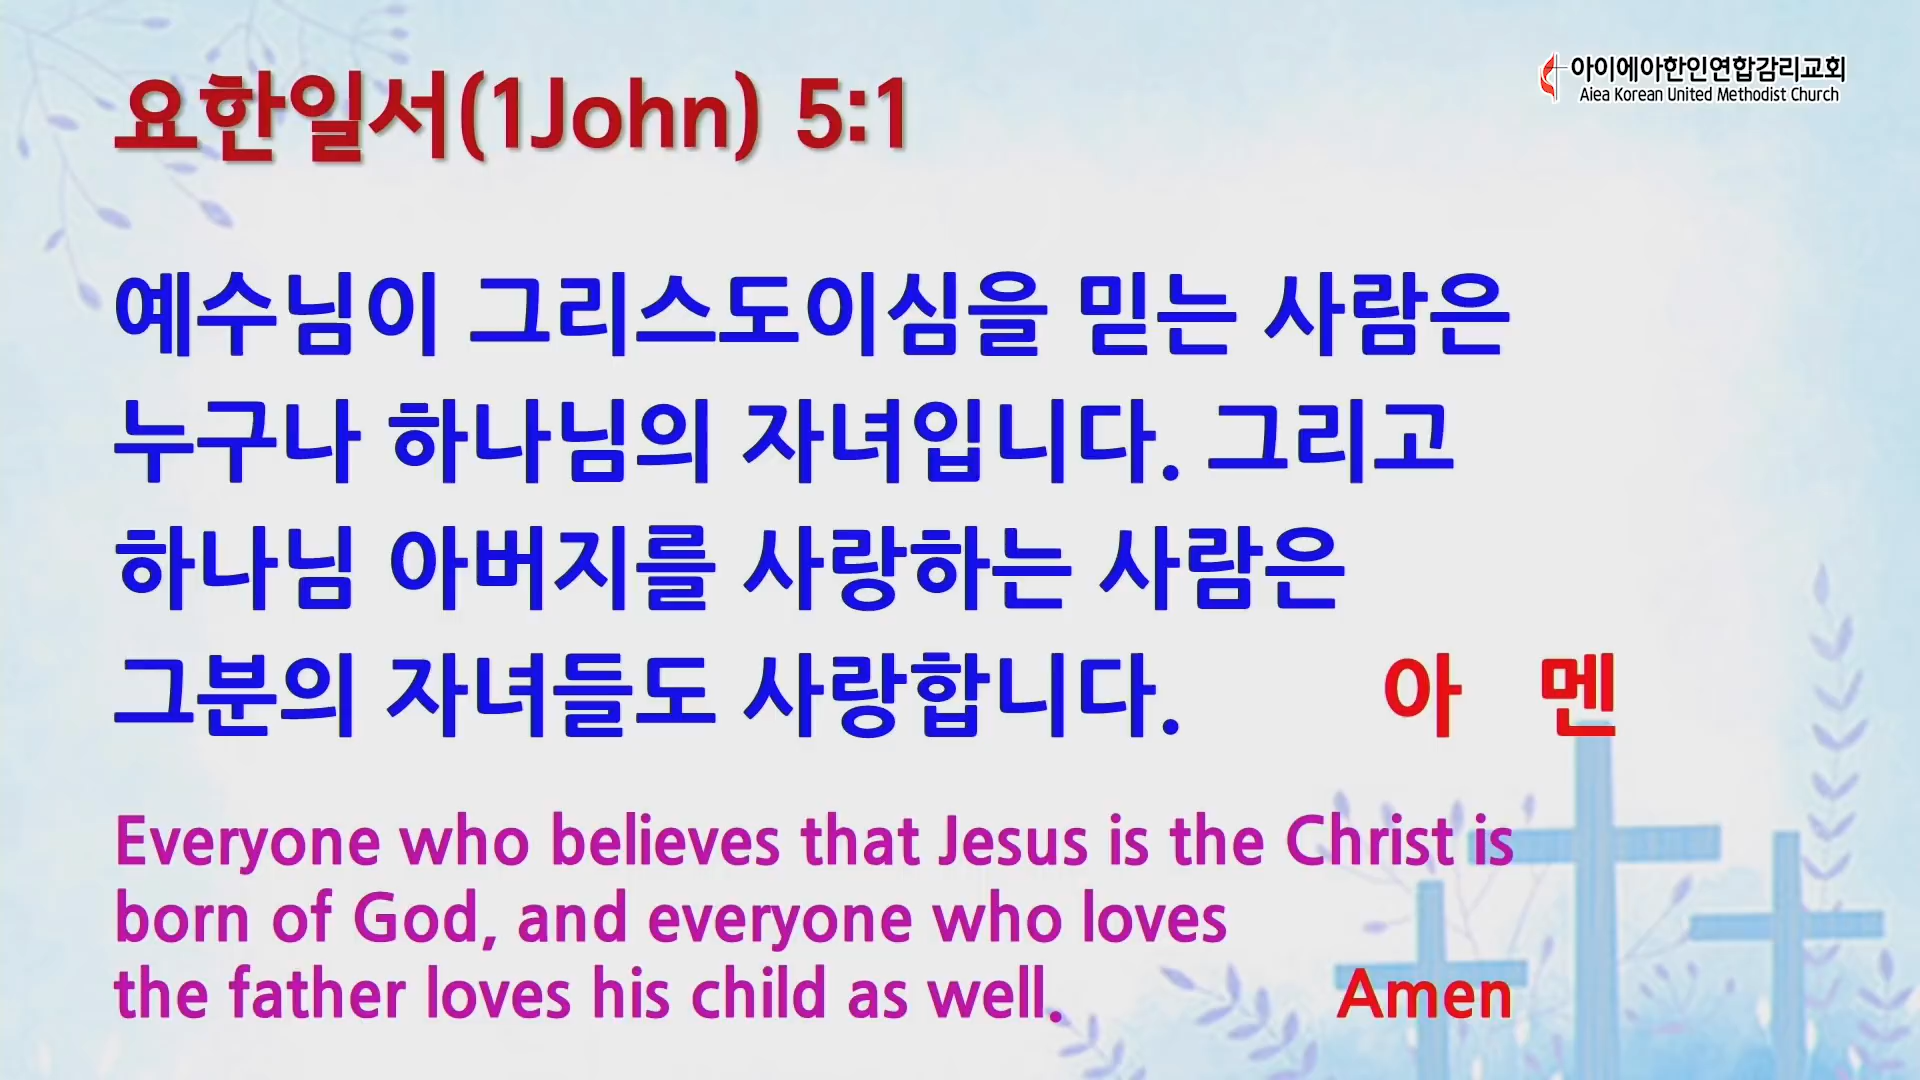 요한일서(1John) 5:1
아이에아한인연합감리교회
Aiea Korean United Methodist Church
예수님이 그리스도이심을 믿는 사람은
누구나 하나님의 자녀입니다. 그리고
하나님 아버지를 사랑하는 사람은
그분의 자녀들도 사랑합니다. 아 멘
Everyone who believes that Jesus is the Christ is
born of God, and everyone who loves
the father loves his child as well. Amen